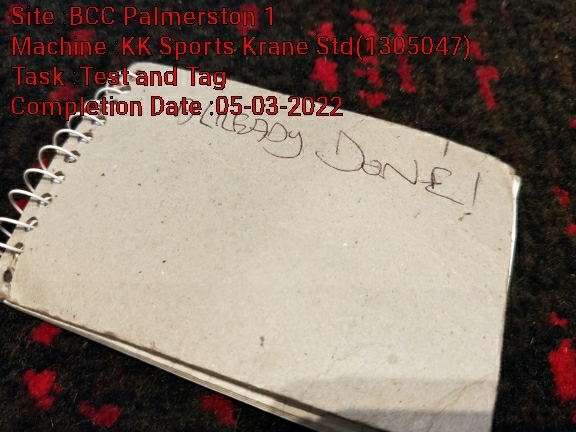 Site :BCC Palmerston 1
Machine :KK Sports Krane Std(1305047)
Task :Test and Tag
Completion Date :05-03-2022
ALREADY DONE!